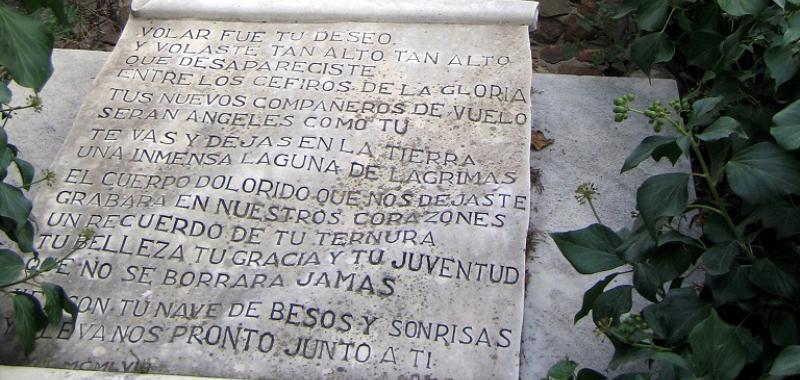 VOLAR FUE TU DESEO.
Y VOLASTE TAN ALTO TAN ALTO
QUE DESAPARECISTE
ENTRE LOS CEFIROS DE LA GLORIA
TUS NUEVOS COMPAÑEROS DE VUELO
SERAN ANGELES COMO TU
TE VAS Y DEJAS EN LA TIERRA
UNA INMENSA LAGUNA DE LAGRIMAS
EL CUERPO DOLORIDO QUE NOS DEJASTE
GRABARA EN NUESTROS CORAZONES
UN RECUERDO DE TU TERNURA
TU BELLEZA TU GRACIA Y TU JUVENTUD
QUE NO SE BORRARA JAMAS
CON TU NAVE DE BESOS Y SONRISAS
Y LLEVANOS PRONTO JUNTO A TI